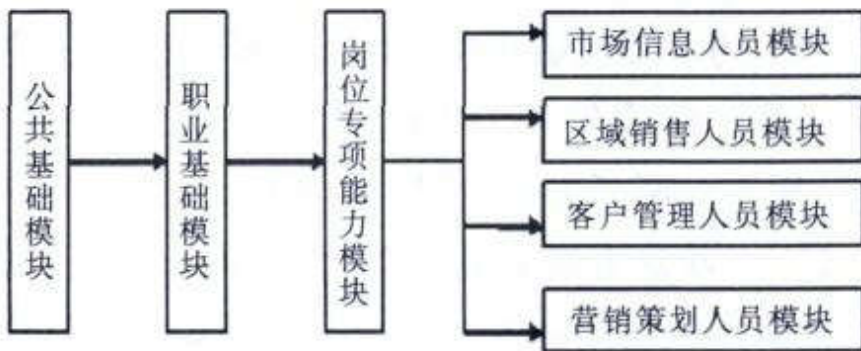 公共基础模块
职业基础模块
岗位专项能力模块
市场信息人员模块
区域销售人员模块
客户管理人员模块
营销策划人员模块